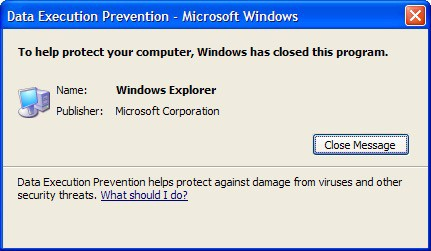 Data Execution Prevention - Microsoft Windows
To help protect your computer, Windows has closed this program.
Name: Windows Explorer
Publisher: Microsoft Corporation
Close Message
Data Execution Prevention helps protect against damage from viruses and other
security threats. What should I do?